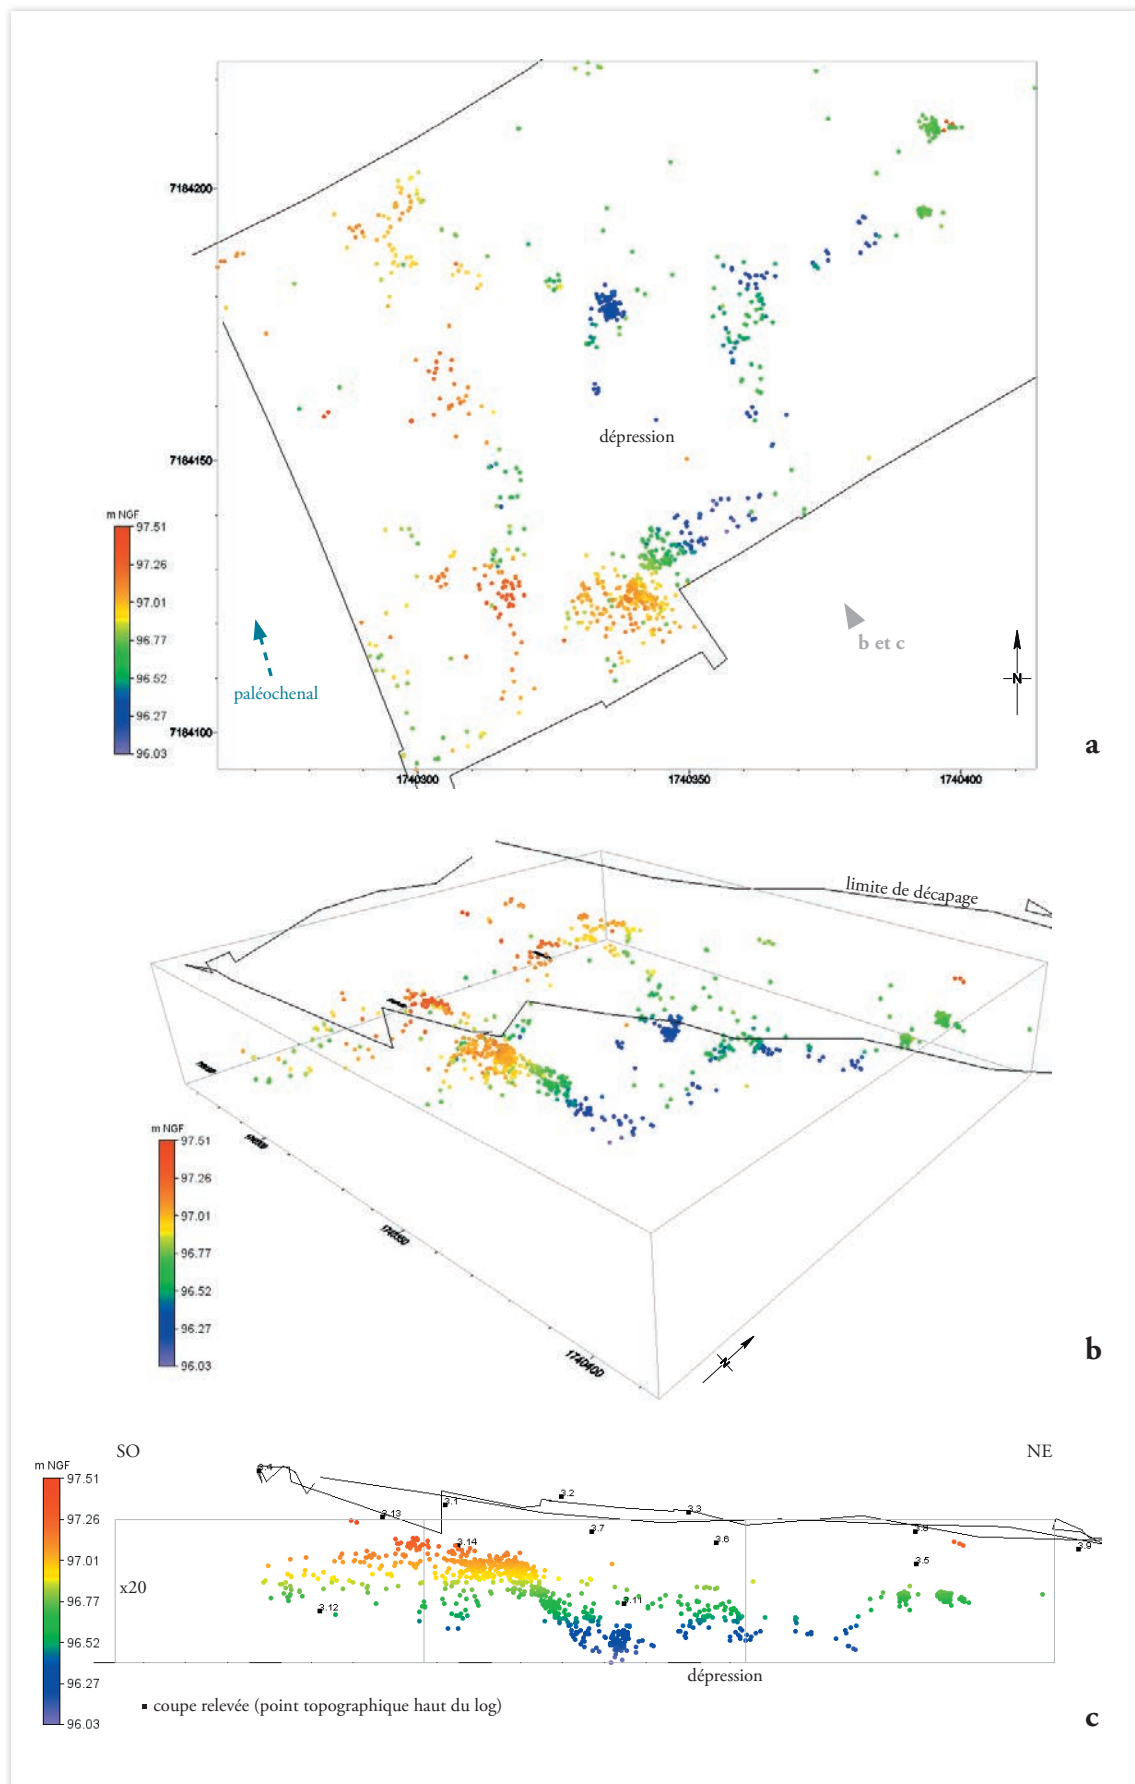 7184200
dépression
7184150
m NGF
97.51
97.26
97.01
96.77
96.52
96.27
96.03
b et c
N
paléochenal
7184100
a
1740300
1740350
1740400
limite de décapage
m NGF
97.51
97.26
97.01
96.77
96.52
96.27
96.03
1740350
1740400
N
b
SO
NE
m NGF
97.51
97.26
97.01
96.77
96.52
96.27
96.03
3.1
3.2
3.3
3.13
3.7
3.6
3.14
3.5
3.9
x20
3.12
dépression
coupe relevée (point topographique haut du log)
c